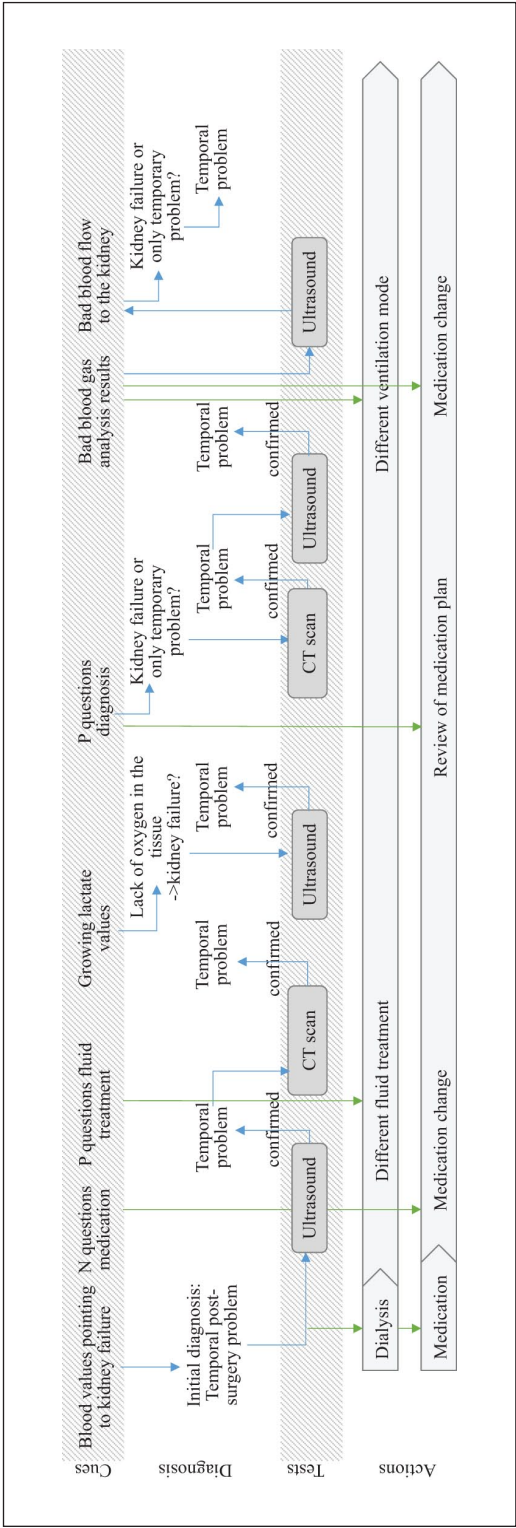 Cues
Blood values pointing
to kidney failure
N questions
medication
P questions fluid
treatment
Growing lactate
values
P questions
diagnosis
Bad blood gas
analysis results
Bad blood flow
to the kidney
Diagnosis
Initial diagnosis:
Temporal post-
surgery problem
Temporal
problem
Temporal
problem
Lack of oxygen in the
tissue
->kidney failure?
Temporal
problem
Kidney failure or
only temporary
problem?
Temporal
problem
Temporal
problem
Kidney failure or
only temporary
problem?
Temporal
problem
Tests
Ultrasound
confirmed
CT scan
confirmed
Ultrasound
confirmed
CT scan
confirmed
Ultrasound
confirmed
Ultrasound
Actions
Dialysis
Different fluid treatment
Different ventilation mode
Medication
Medication change
Review of medication plan
Medication change